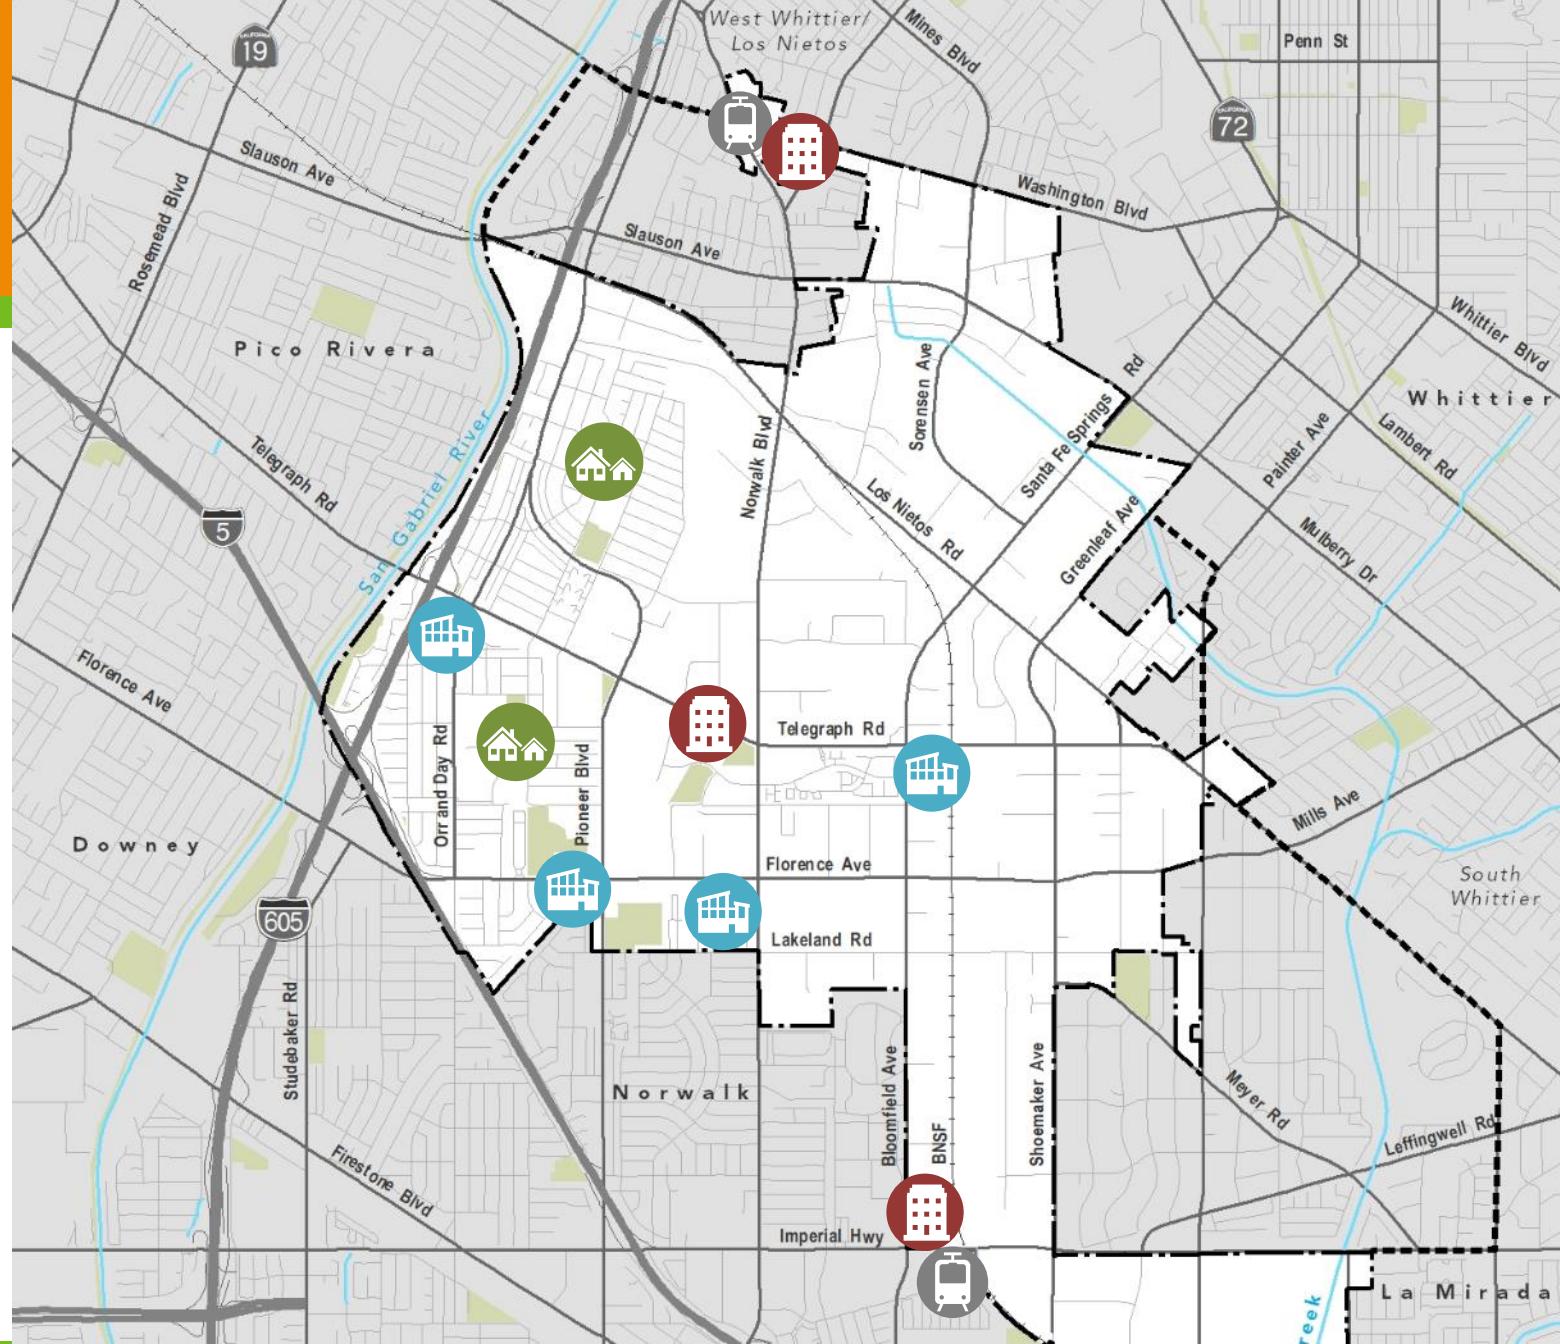 West Whittier/
Los Nietos
Mines Blvd
Penn St
CALIFORNIA
19
CALIFORNIA
72
Slauson Ave
Rosemead Blvd
Washington Blvd
Slauson Ave
Whittier Blvd
Pico Rivera
Whittier
Rd
Santa Fe Springs
Sorensen Ave
Norwalk Blvd
Painter Ave
Lambert Rd
Telegraph Rd
San Gabriel River
Los Nietos Rd
Greenleaf Ave
Mulberry Dr
5
Florence Ave
Telegraph Rd
Orr and Day Rd
Pioneer Blvd
Mills Ave
Downey
Florence Ave
South
Whittier
605
Lakeland Rd
Studebaker Rd
Norwalk
Bloomfield Ave
BNSF
Shoemaker Ave
Meyer Rd
Leffingwell Rd
Firestone Blvd
Imperial Hwy
La Mirada
reek